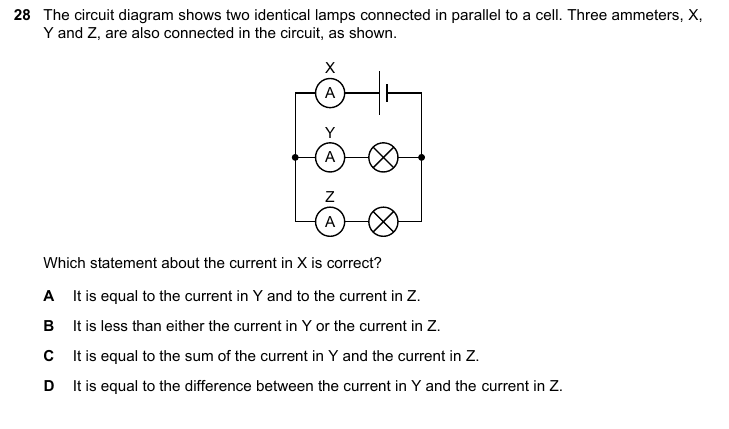 28 The circuit diagram shows two identical lamps connected in parallel to a cell. Three ammeters, X,
Y and Z, are also connected in the circuit, as shown.
X
A
Y
A
Z
A
Which statement about the current in X is correct?
A It is equal to the current in Y and to the current in Z.
B It is less than either the current in Y or the current in Z.
C It is equal to the sum of the current in Y and the current in Z.
D It is equal to the difference between the current in Y and the current in Z.